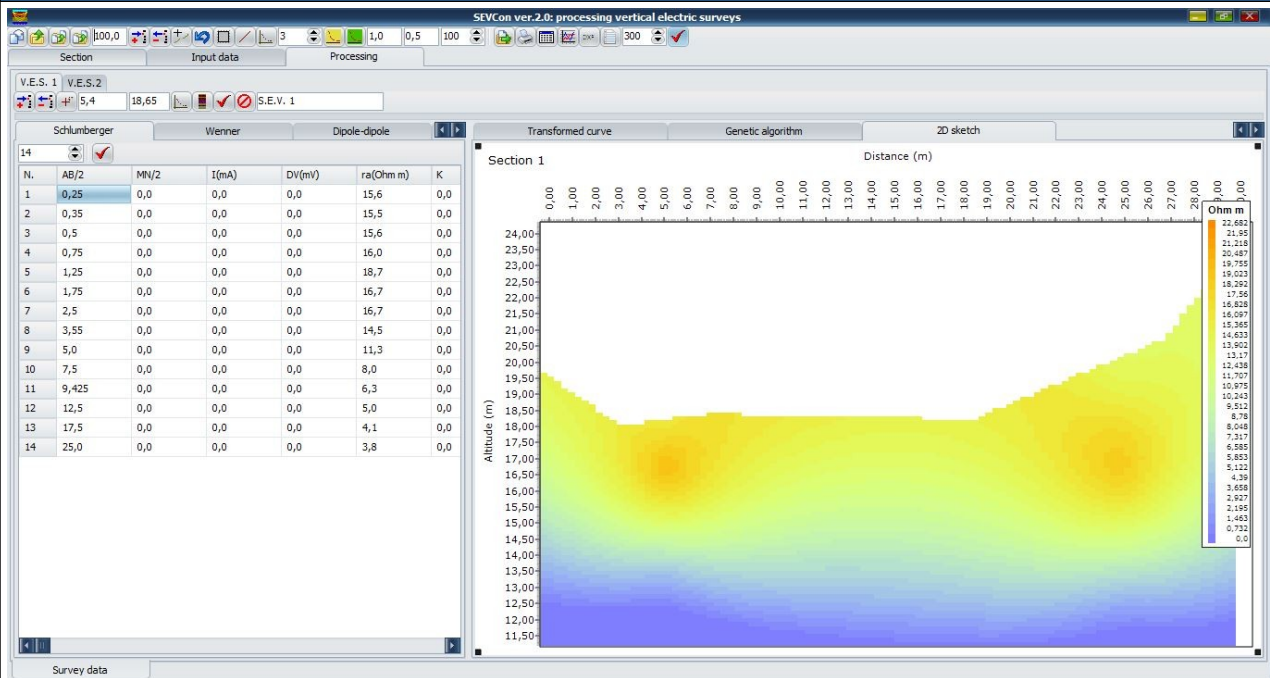 SEVCon ver.2.0: processing vertical electric surveys
100,0 3 1,0 0,5 100 300
Section Input data Processing
V.E.S. 1 V.E.S.2
5,4 18,65 S.E.V. 1
Schlumberger Wenner Dipole-dipole
14
N. AB/2 MN/2 I(mA) DV(mV) ra(Ohm m) K
1 0,25 0,0 0,0 0,0 15,6 0,0
2 0,35 0,0 0,0 0,0 15,5 0,0
3 0,5 0,0 0,0 0,0 15,6 0,0
4 0,75 0,0 0,0 0,0 16,0 0,0
5 1,25 0,0 0,0 0,0 18,7 0,0
6 1,75 0,0 0,0 0,0 16,7 0,0
7 2,5 0,0 0,0 0,0 16,7 0,0
8 3,55 0,0 0,0 0,0 14,5 0,0
9 5,0 0,0 0,0 0,0 11,3 0,0
10 7,5 0,0 0,0 0,0 8,0 0,0
11 9,425 0,0 0,0 0,0 6,3 0,0
12 12,5 0,0 0,0 0,0 5,0 0,0
13 17,5 0,0 0,0 0,0 4,1 0,0
14 25,0 0,0 0,0 0,0 3,8 0,0
Survey data
Transformed curve Genetic algorithm 2D sketch
Section 1
Distance (m)
0,00 1,00 2,00 3,00 4,00 5,00 6,00 7,00 8,00 9,00 10,00 11,00 12,00 13,00 14,00 15,00 16,00 17,00 18,00 19,00 20,00 21,00 22,00 23,00 24,00 25,00 26,00 27,00
Altitude (m)
24,00
23,50
23,00
22,50
22,00
21,50
21,00
20,50
20,00
19,50
19,00
18,50
18,00
17,50
17,00
16,50
16,00
15,50
15,00
14,50
14,00
13,50
13,00
12,50
12,00
11,50
Ohm m
22,682
21,95
21,218
20,487
19,755
19,023
18,292
17,56
16,828
16,097
15,365
14,633
13,902
13,17
12,438
11,707
10,975
10,243
9,512
8,78
8,048
7,317
6,585
5,853
5,122
4,39
3,658
2,927
2,195
1,463
0,732
0,0